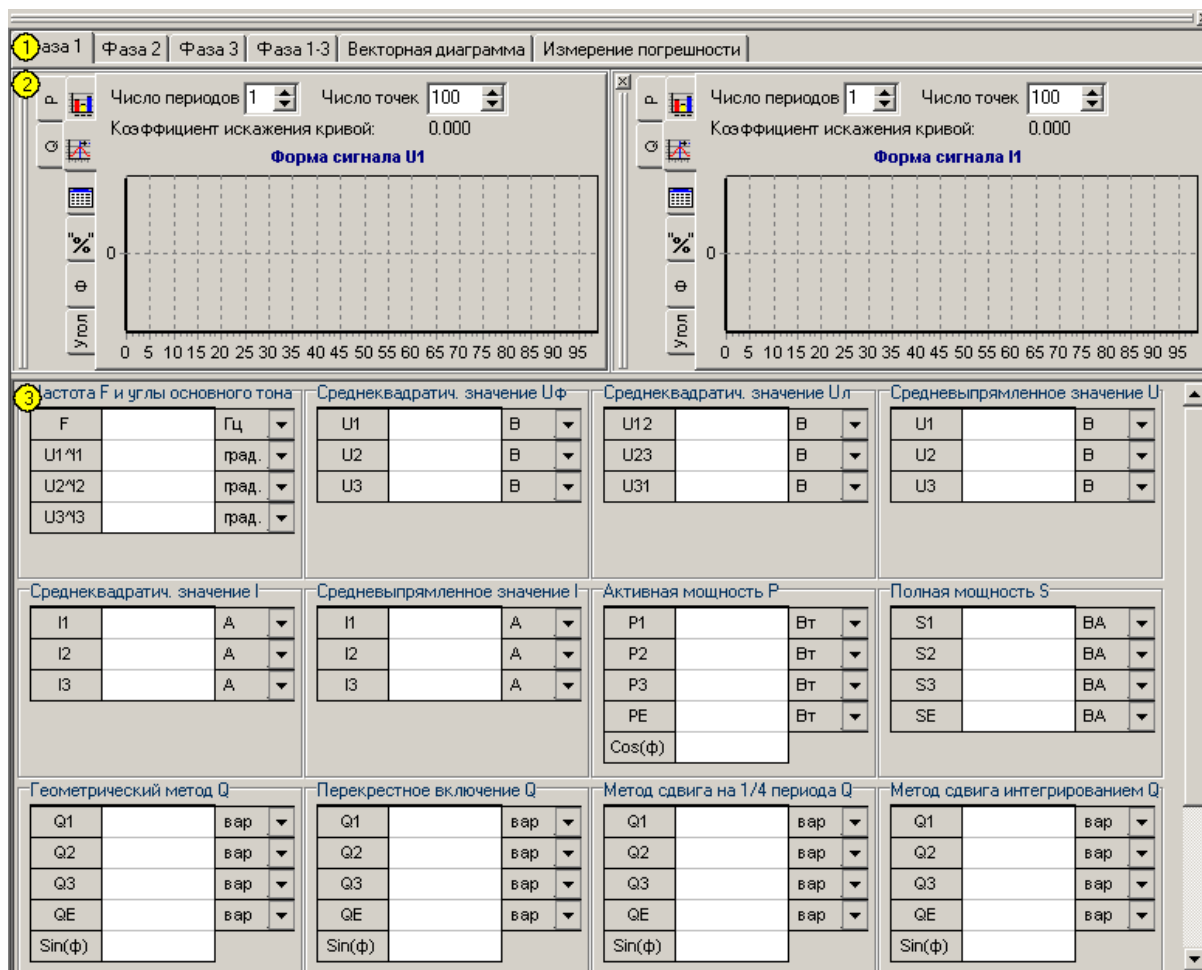 1 Фаза 1 Фаза 2 Фаза 3 Фаза 1-3 Векторная диаграмма Измерение погрешности
2
P
Q
"%"
Θ
Угол
Число периодов 1 Число точек 100
Коэффициент искажения кривой: 0.000
Форма сигнала U1
0
0 5 10 15 20 25 30 35 40 45 50 55 60 65 70 75 80 85 90 95
P
Q
"%"
Θ
Угол
Число периодов 1 Число точек 100
Коэффициент искажения кривой: 0.000
Форма сигнала I1
0
0 5 10 15 20 25 30 35 40 45 50 55 60 65 70 75 80 85 90 95
3
Частота F и углы основного тона
F Гц
U1^I1 град.
U2^I2 град.
U3^I3 град.
Среднеквадратич. значение Uф
U1 В
U2 В
U3 В
Среднеквадратич. значение Uл
U12 В
U23 В
U31 В
Средневыпрямленное значение U
U1 В
U2 В
U3 В
Среднеквадратич. значение I
I1 А
I2 А
I3 А
Средневыпрямленное значение I
I1 А
I2 А
I3 А
Активная мощность P
P1 Вт
P2 Вт
P3 Вт
PE Вт
Cos(ф)
Полная мощность S
S1 ВА
S2 ВА
S3 ВА
SE ВА
Геометрический метод Q
Q1 вар
Q2 вар
Q3 вар
QE вар
Sin(ф)
Перекрестное включение Q
Q1 вар
Q2 вар
Q3 вар
QE вар
Sin(ф)
Метод сдвига на 1/4 периода Q
Q1 вар
Q2 вар
Q3 вар
QE вар
Sin(ф)
Метод сдвига интегрированием Q
Q1 вар
Q2 вар
Q3 вар
QE вар
Sin(ф)